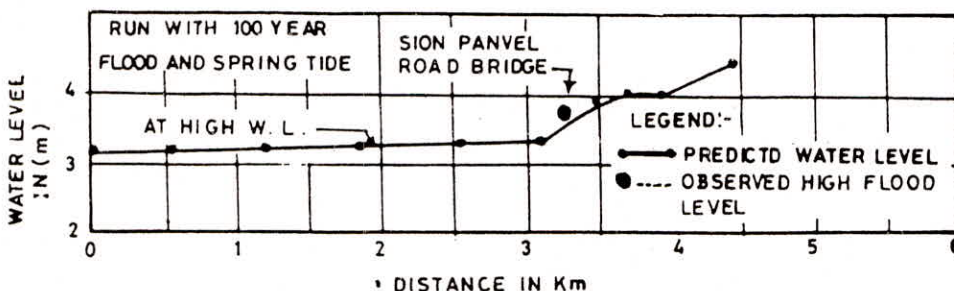 RUN WITH 100 YEAR
FLOOD AND SPRING TIDE
SION PANVEL
ROAD BRIDGE
AT HIGH W. L.
LEGEND:-
PREDICTD WATER LEVEL
OBSERVED HIGH FLOOD
LEVEL
WATER LEVEL
IN (m)
4
3
2
0 1 2 3 4 5 6
DISTANCE IN Km